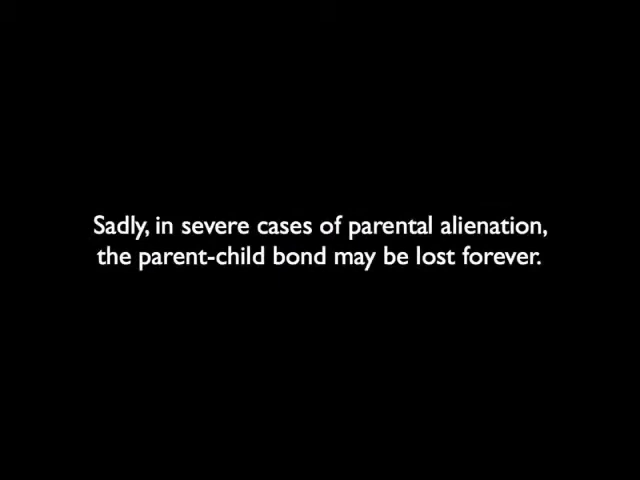 Sadly, in severe cases of parental alienation,
the parent-child bond may be lost forever.